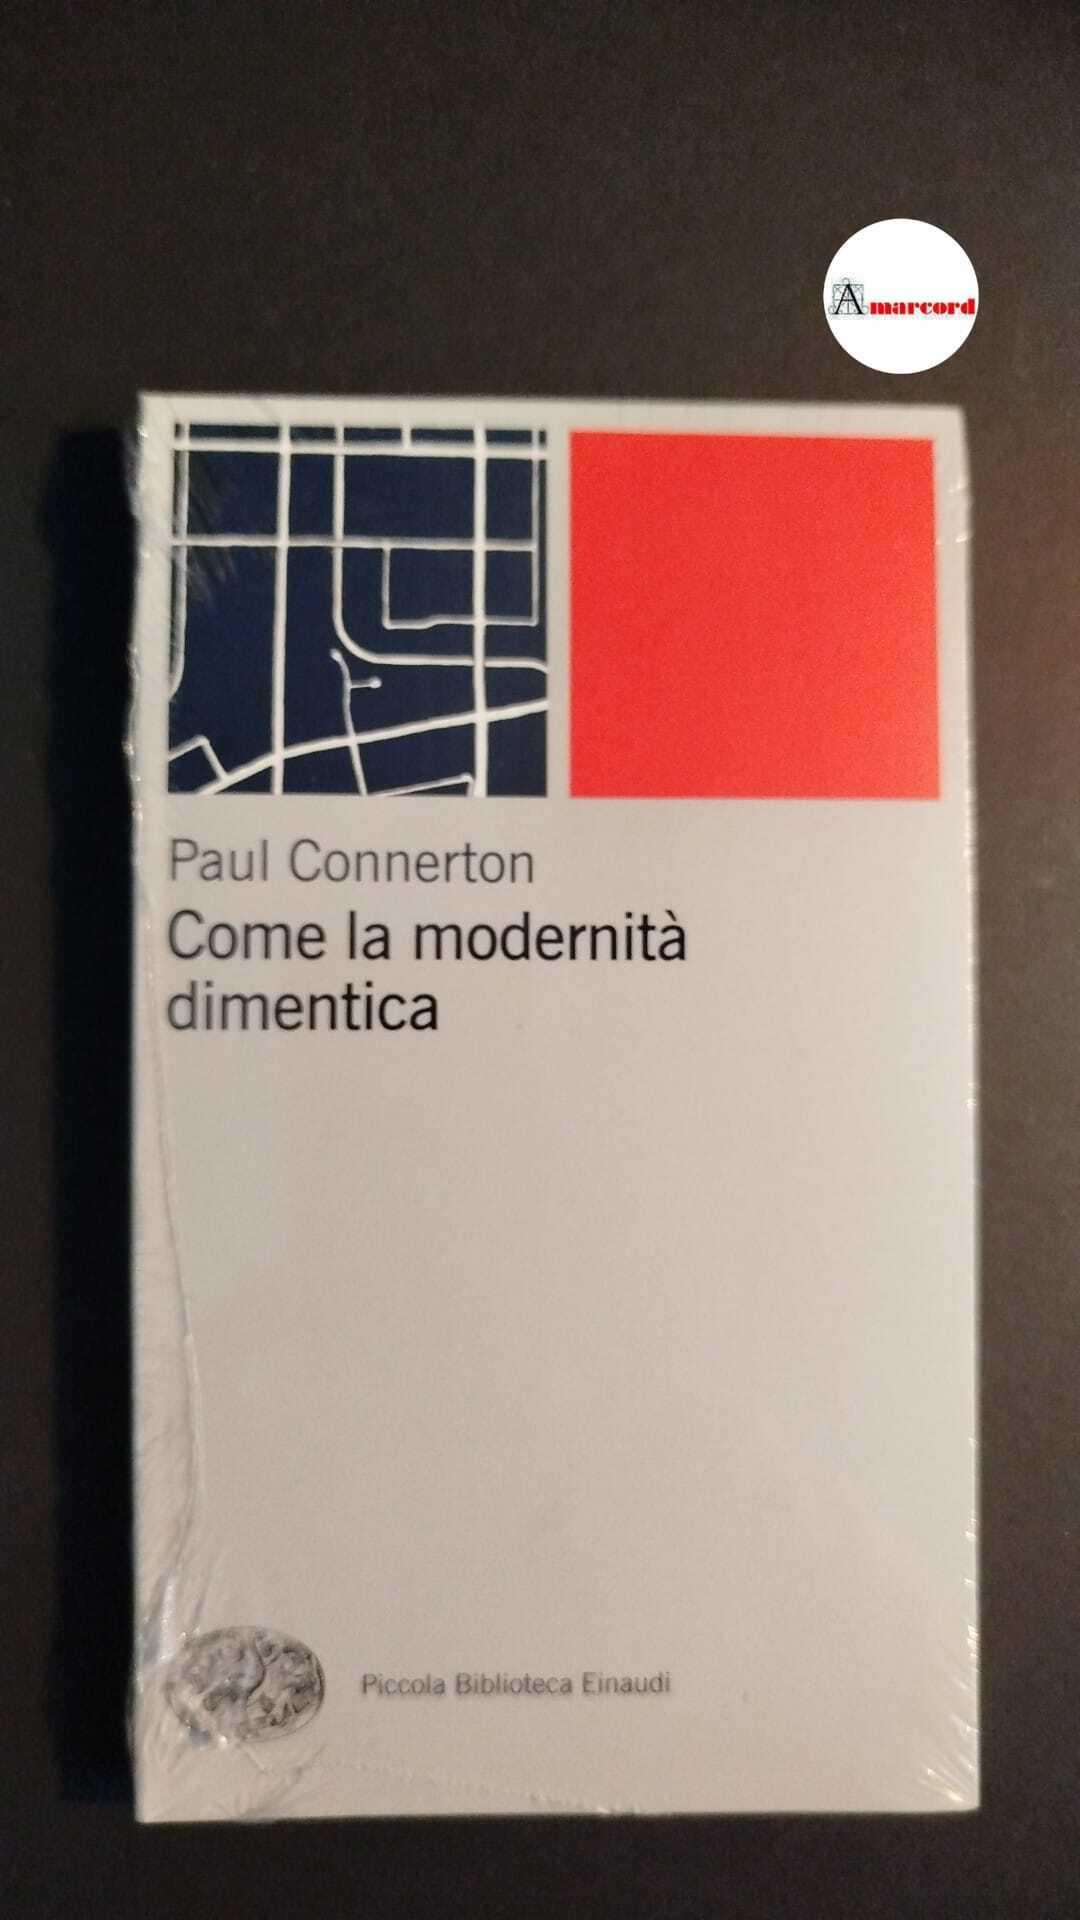 Amarcord
Paul Connerton
Come la modernità
dimentica
Piccola Biblioteca Einaudi